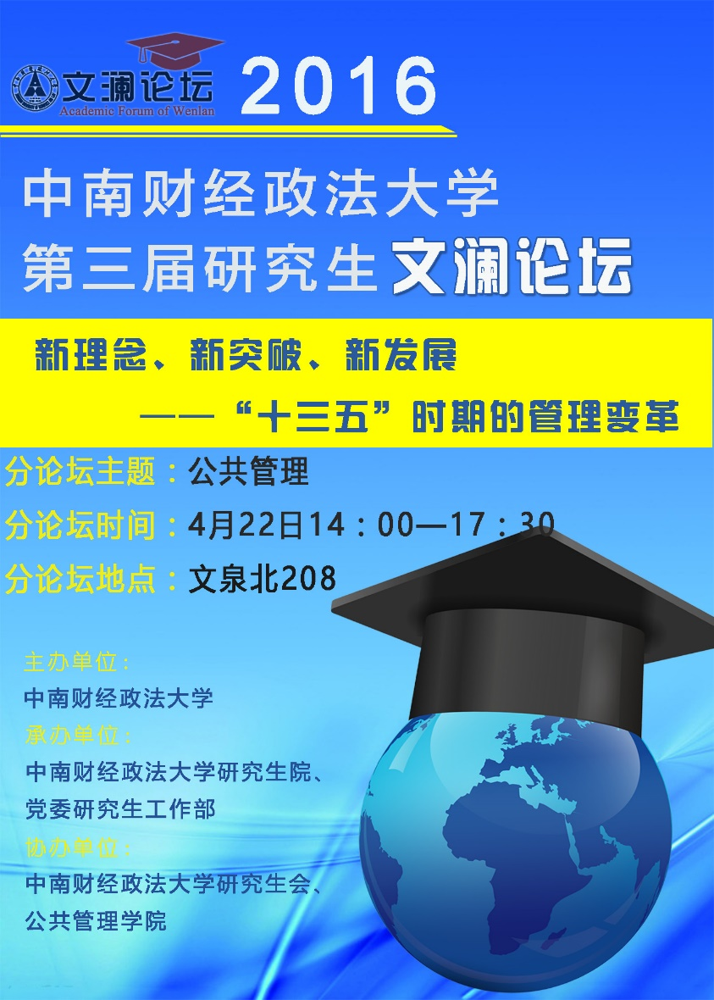 文澜论坛
Academic Forum of Wenlan
2016
中南财经政法大学
第三届研究生文澜论坛
新理念、新突破、新发展
——“十三五”时期的管理变革
分论坛主题：公共管理
分论坛时间：4月22日14：00—17：30
分论坛地点：文泉北208
主办单位：
中南财经政法大学
承办单位：
中南财经政法大学研究生院、
党委研究生工作部
协办单位：
中南财经政法大学研究生会、
公共管理学院